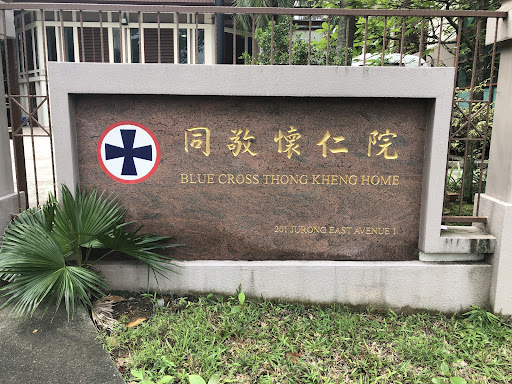 同敬懷仁院
BLUE CROSS THONG KHENG HOME
201 JURONG EAST AVENUE 1